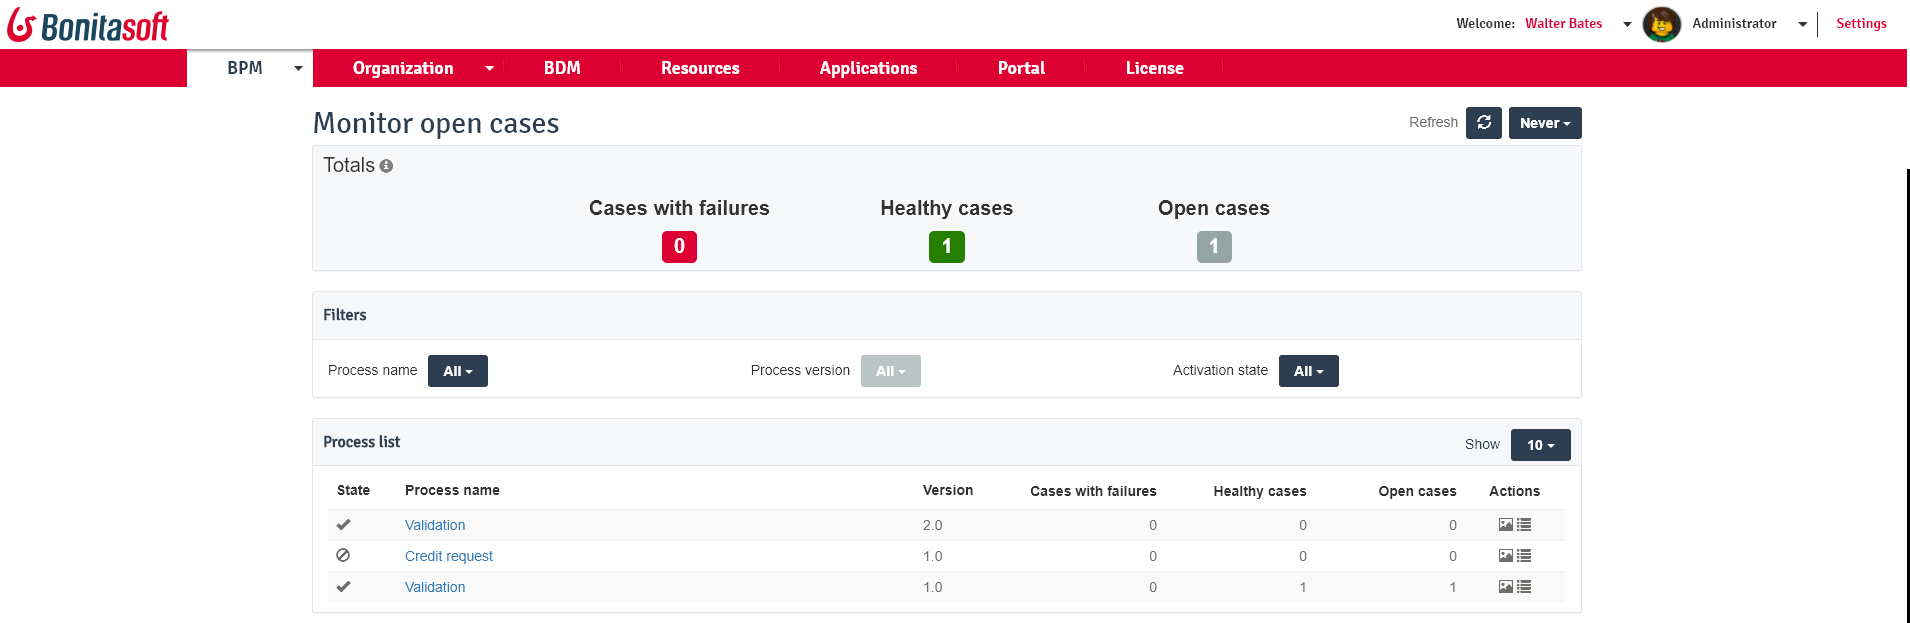 Bonitasoft
Welcome: Walter Bates Administrator Settings
BPM Organization BDM Resources Applications Portal License
Monitor open cases
Refresh Never
Totals
Cases with failures Healthy cases Open cases
0 1 1
Filters
Process name All Process version All Activation state All
Process list
Show 10
State Process name Version Cases with failures Healthy cases Open cases Actions
Validation 2.0 0 0 0
Credit request 1.0 0 0 0
Validation 1.0 0 1 1